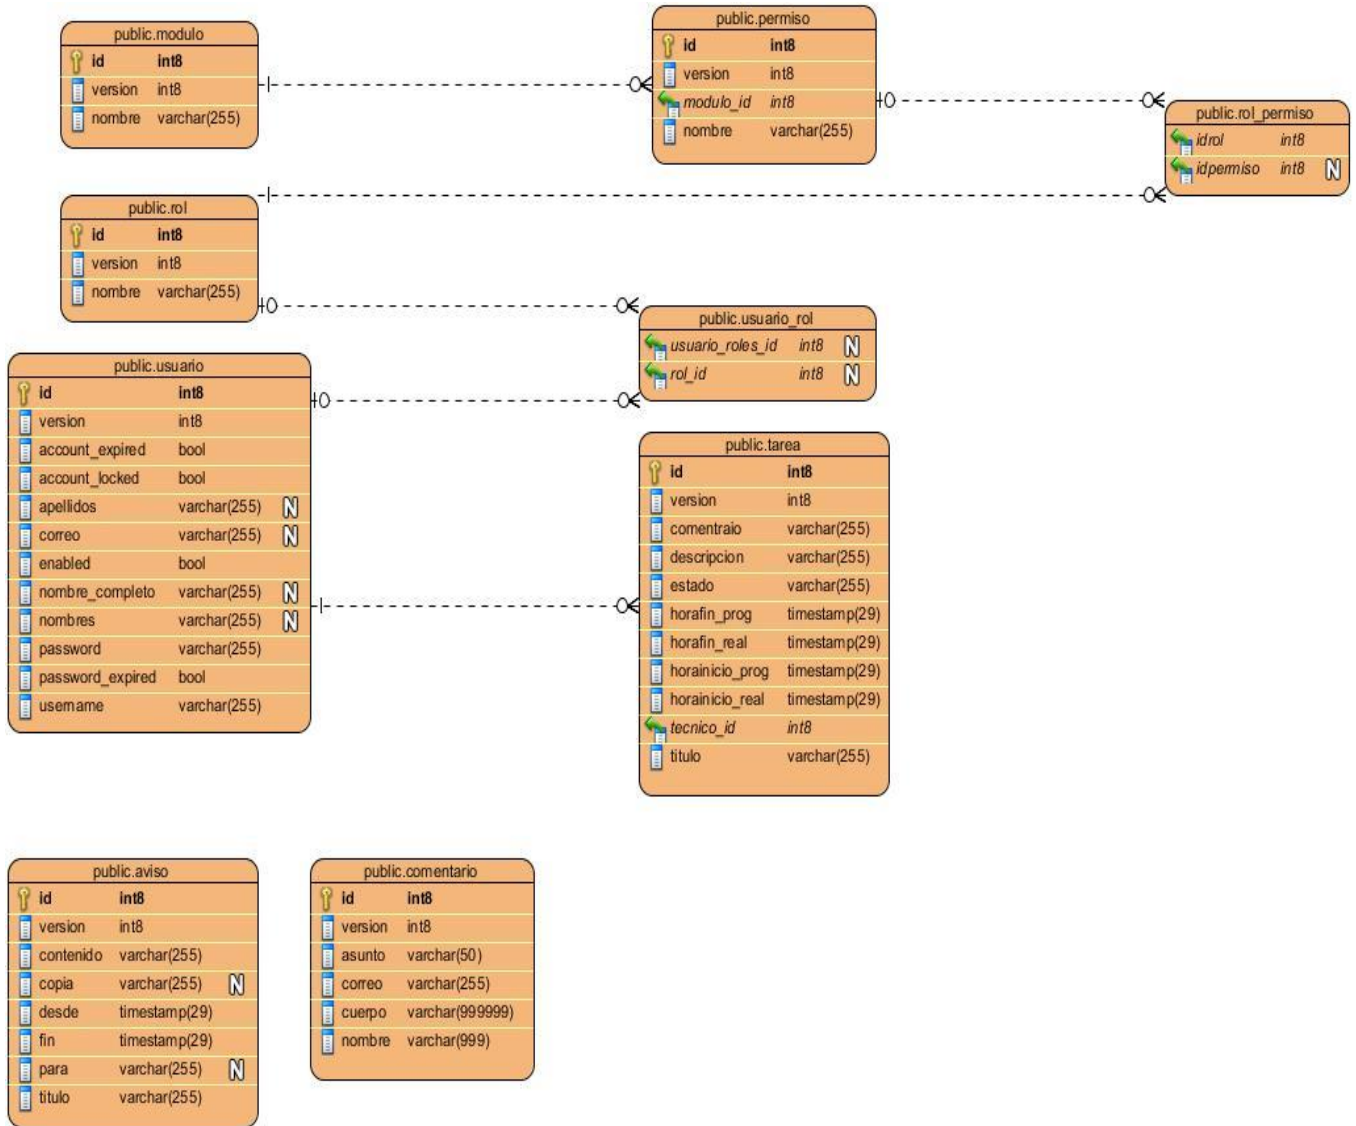 public.modulo
id int8
version int8
nombre varchar(255)
public.permiso
id int8
version int8
modulo_id int8
nombre varchar(255)
public.rol_permiso
idrol int8
idpermiso int8 N
public.rol
id int8
version int8
nombre varchar(255)
public.usuario_rol
usuario_roles_id int8 N
rol_id int8 N
public.usuario
id int8
version int8
account_expired bool
account_locked bool
apellidos varchar(255) N
correo varchar(255) N
enabled bool
nombre_completo varchar(255) N
nombres varchar(255) N
password varchar(255)
password_expired bool
username varchar(255)
public.tarea
id int8
version int8
comentraio varchar(255)
descripcion varchar(255)
estado varchar(255)
horafin_prog timestamp(29)
horafin_real timestamp(29)
horainicio_prog timestamp(29)
horainicio_real timestamp(29)
tecnico_id int8
titulo varchar(255)
public.aviso
id int8
version int8
contenido varchar(255)
copia varchar(255) N
desde timestamp(29)
fin timestamp(29)
para varchar(255) N
titulo varchar(255)
public.comentario
id int8
version int8
asunto varchar(50)
correo varchar(255)
cuerpo varchar(999999)
nombre varchar(999)